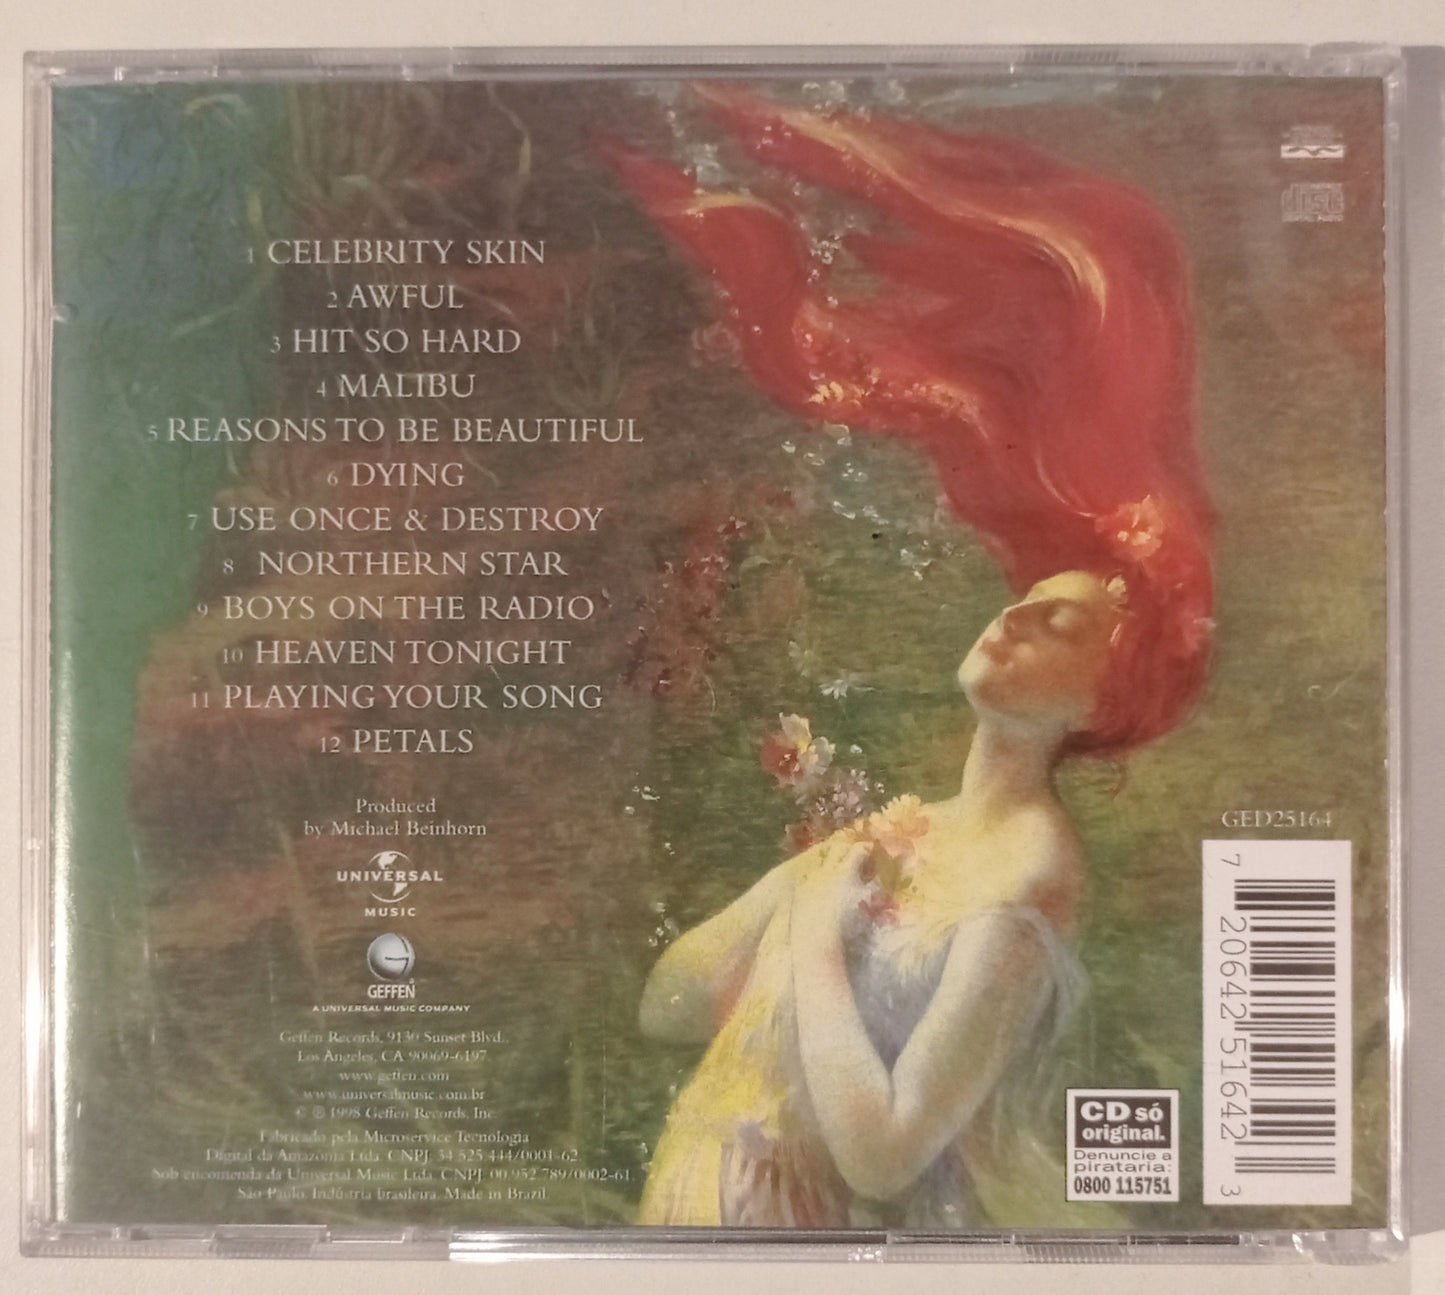 1 CELEBRITY SKIN
2 AWFUL
3 HIT SO HARD
4 MALIBU
5 REASONS TO BE BEAUTIFUL
6 DYING
7 USE ONCE & DESTROY
8 NORTHERN STAR
9 BOYS ON THE RADIO
10 HEAVEN TONIGHT
11 PLAYING YOUR SONG
12 PETALS
Produced
by Michael Beinhorn
UNIVERSAL
MUSIC
GEFFEN
A UNIVERSAL MUSIC COMPANY
Geffen Records, 9130 Sunset Blvd.,
Los Angeles, CA 90069-6197.
www.geffen.com
www.universalmusic.com.br
© ℗ 1998 Geffen Records, Inc.
Fabricado pela Microservice Tecnologia
Digital da Amazônia Ltda. CNPJ. 34.525.444/0001-62.
Sob encomenda da Universal Music Ltda. CNPJ. 00.952.789/0002-61.
São Paulo. Indústria brasileira. Made in Brazil.
disc
DIGITAL AUDIO
GED25164
7 20642 51642 3
CD só
original.
Denuncie a
pirataria:
0800 115751